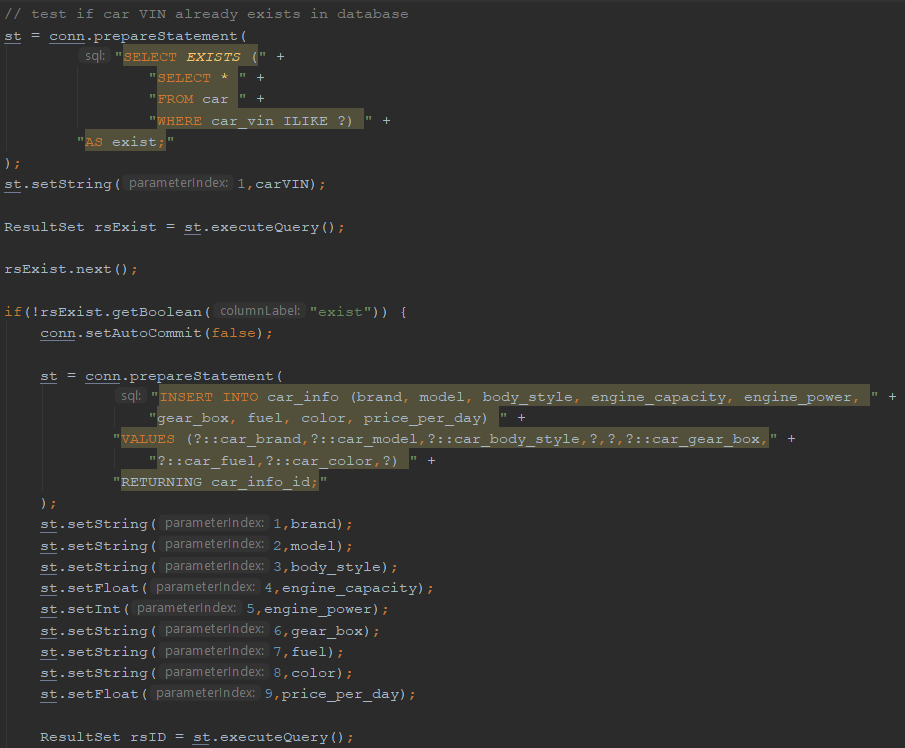 // test if car VIN already exists in database
st = conn.prepareStatement(
sql: "SELECT EXISTS (" +
"SELECT * " +
"FROM car " +
"WHERE car_vin ILIKE ?) " +
"AS exist;"
);
st.setString( parameterIndex: 1,carVIN);
ResultSet rsExist = st.executeQuery();
rsExist.next();
if(!rsExist.getBoolean( columnLabel: "exist")) {
conn.setAutoCommit(false);
st = conn.prepareStatement(
sql: "INSERT INTO car_info (brand, model, body_style, engine_capacity, engine_power, " +
"gear_box, fuel, color, price_per_day) " +
"VALUES (?::car_brand,?::car_model,?::car_body_style,?,?,?::car_gear_box," +
"?::car_fuel,?::car_color,?) " +
"RETURNING car_info_id;"
);
st.setString( parameterIndex: 1,brand);
st.setString( parameterIndex: 2,model);
st.setString( parameterIndex: 3,body_style);
st.setFloat( parameterIndex: 4,engine_capacity);
st.setInt( parameterIndex: 5,engine_power);
st.setString( parameterIndex: 6,gear_box);
st.setString( parameterIndex: 7,fuel);
st.setString( parameterIndex: 8,color);
st.setFloat( parameterIndex: 9,price_per_day);
ResultSet rsID = st.executeQuery();